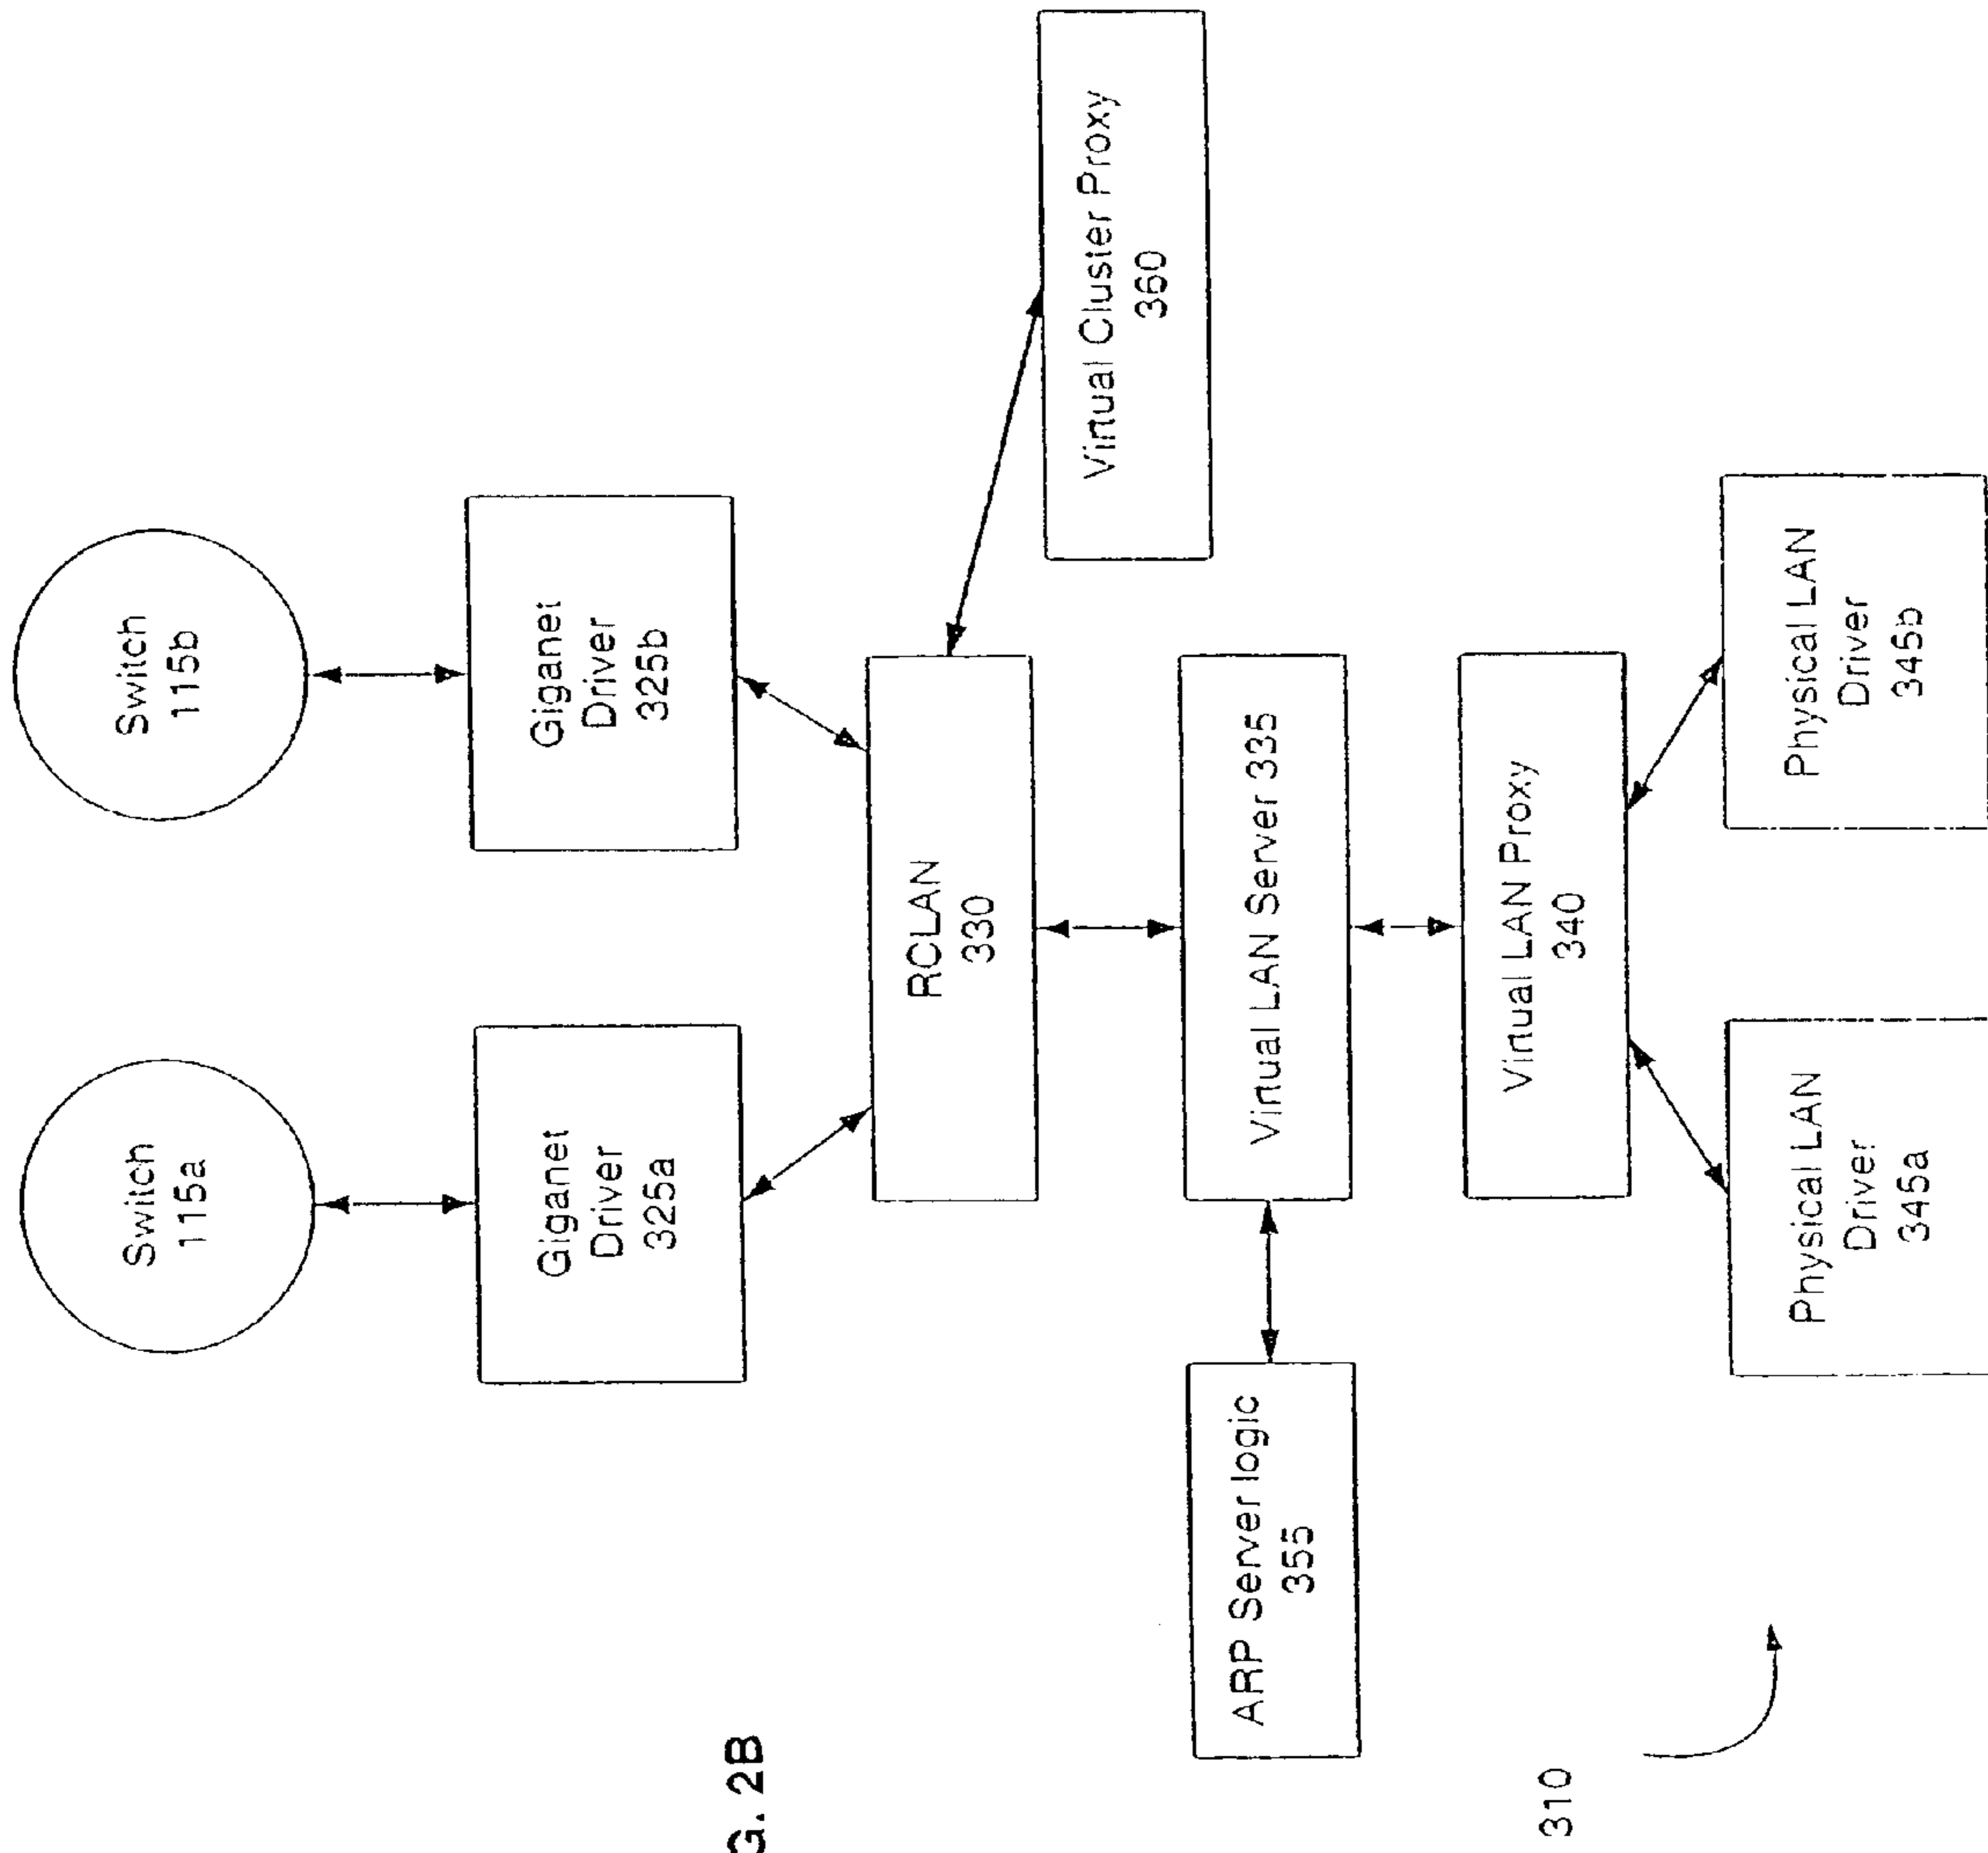 Switch
115a
Switch
115b
Giganet
Driver
325a
Giganet
Driver
325b
RCLAN
330
Virtual Cluster Proxy
360
ARP Server logic
355
Virtual LAN Server 335
Virtual LAN Proxy
340
Physical LAN
Driver
345a
Physical LAN
Driver
345b
G. 2B
310